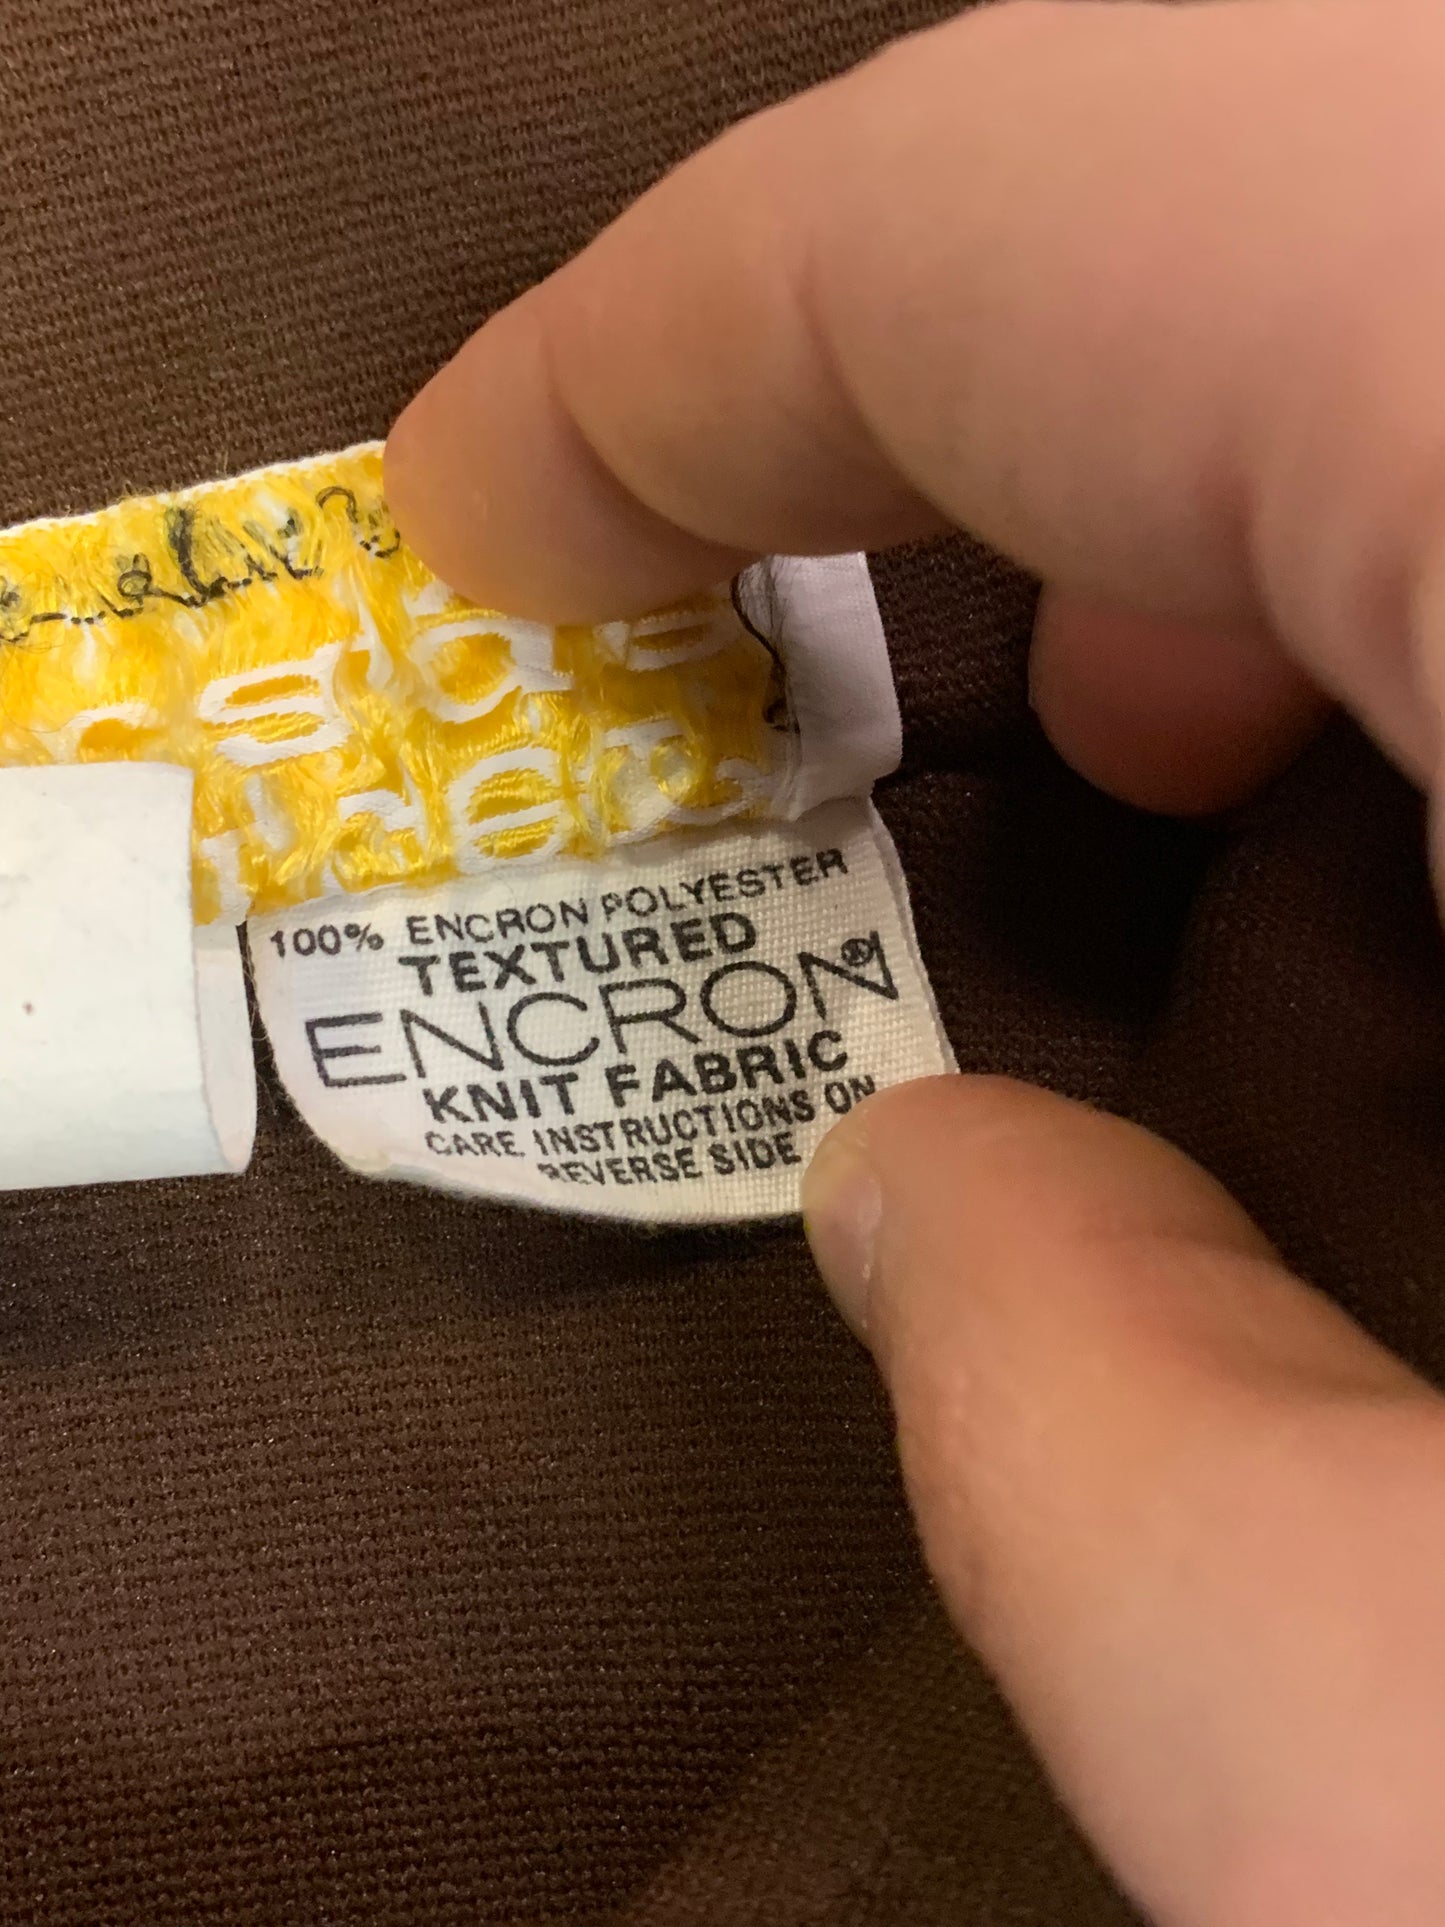 100% ENCRON POLYESTER
TEXTURED
ENCRON®
KNIT FABRIC
CARE INSTRUCTIONS ON
REVERSE SIDE